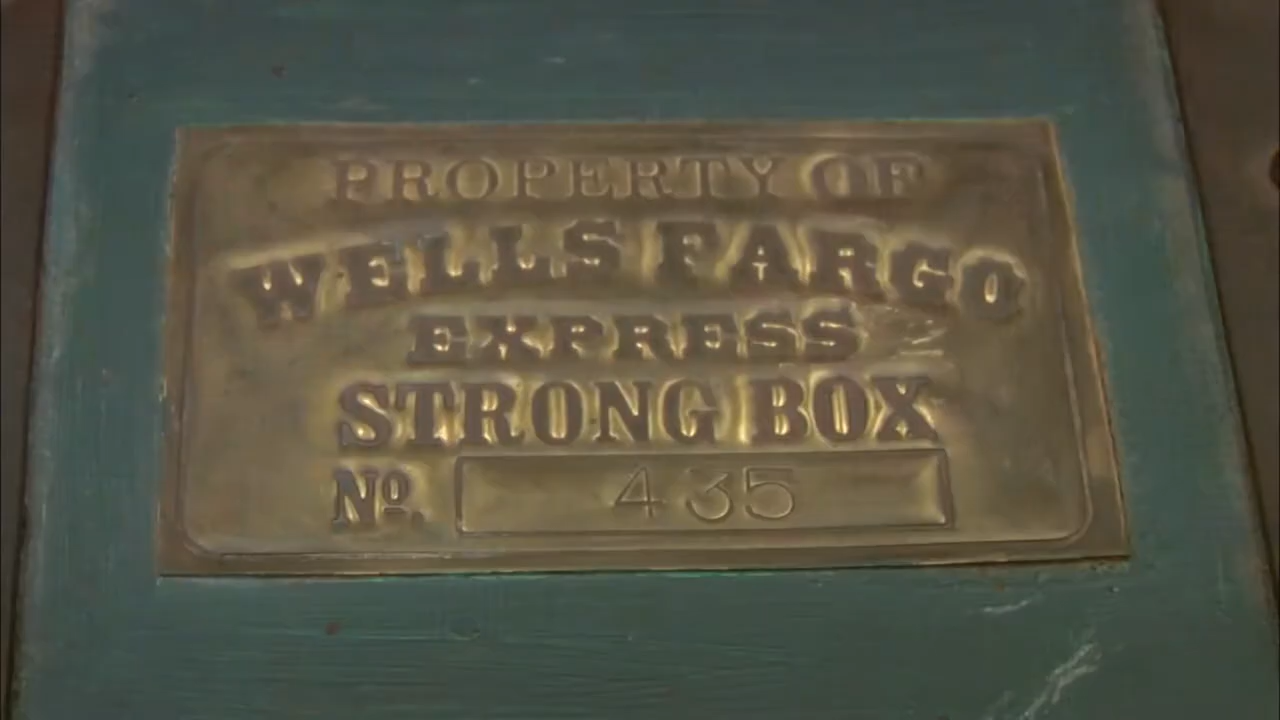 PROPERTY OF
WELLS FARGO
EXPRESS
STRONG BOX
Nº. 435